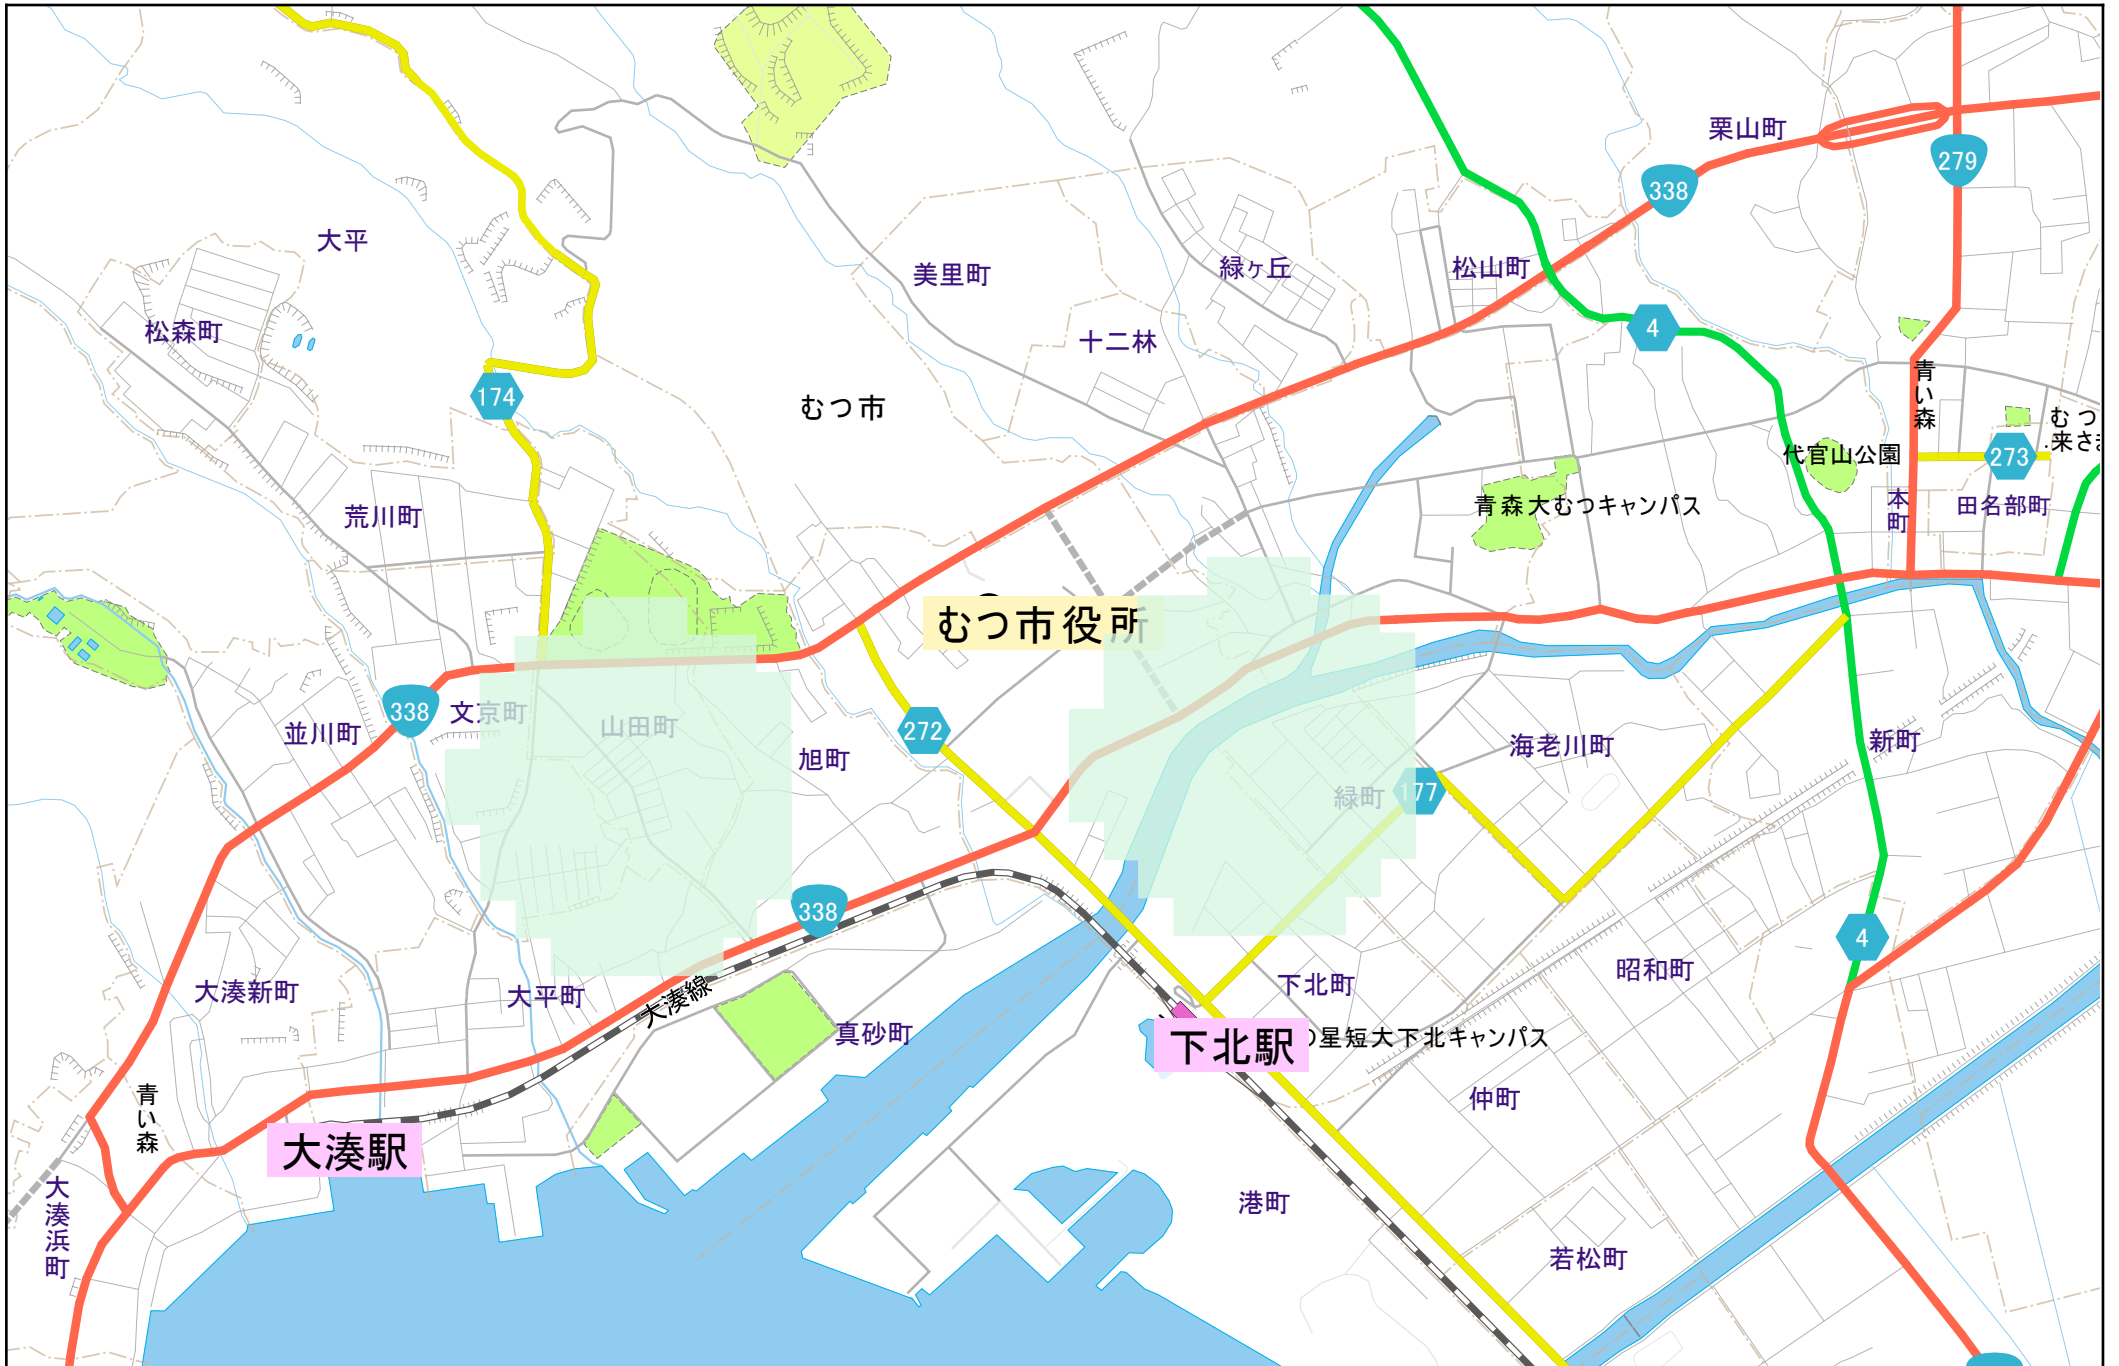 栗山町
279
338
大平
美里町
緑ヶ丘
松山町
松森町
4
十二林
青い森
174
むつ市
むつ
来さま
代官山公園
273
荒川町
青森大むつキャンパス
本町
田名部町
むつ市役所
338
文京町
山田町
並川町
272
旭町
海老川町
新町
緑町
177
338
4
大湊新町
大平町
大湊線
下北町
昭和町
真砂町
下北駅
の星短大下北キャンパス
青い森
仲町
大湊駅
大湊浜町
港町
若松町